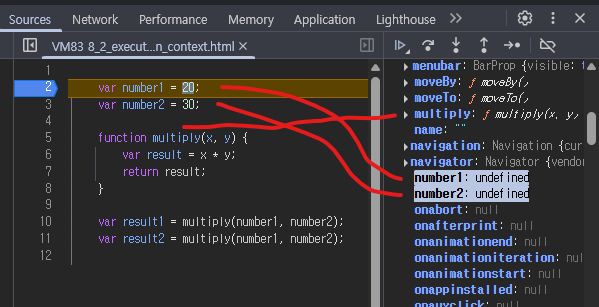 Sources Network Performance Memory Application Lighthouse »
VM83 8_2_execut…n_context.html ×
1
2 var number1 = 20;
3 var number2 = 30;
4
5 function multiply(x, y) {
6 var result = x * y;
7 return result;
8 }
9
10 var result1 = multiply(number1, number2);
11 var result2 = multiply(number1, number2);
12
menubar: BarProp {visible: t
moveBy: ƒ moveBy(,
moveTo: ƒ moveTo(,
multiply: ƒ multiply(x, y,
name: ""
navigation: Navigation {cur
navigator: Navigator {vendo
number1: undefined
number2: undefined
onabort: null
onafterprint: null
onanimationend: null
onanimationiteration: null
onanimationstart: null
onappinstalled: null
onauxclick: null